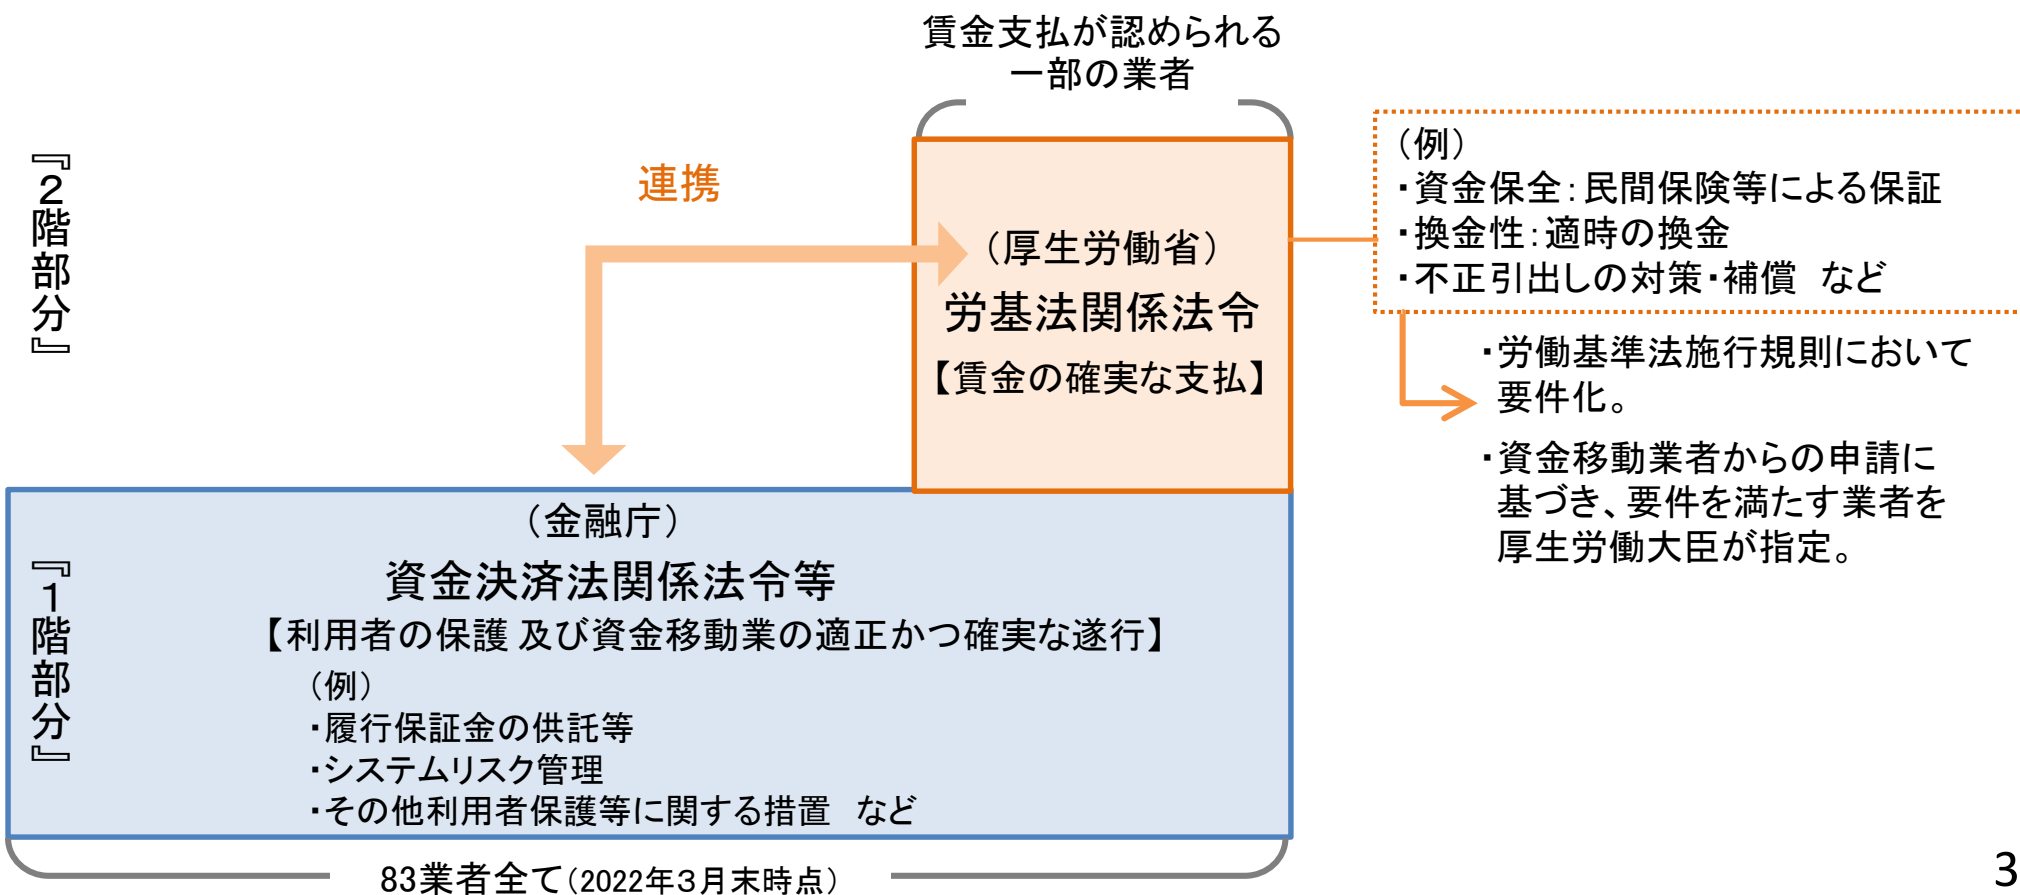 賃金支払が認められる
一部の業者
『2階部分』
連携
（厚生労働省）
労基法関係法令
【賃金の確実な支払】
（例）
・資金保全：民間保険等による保証
・換金性：適時の換金
・不正引出しの対策・補償　など
・労働基準法施行規則において
要件化。
・資金移動業者からの申請に
基づき、要件を満たす業者を
厚生労働大臣が指定。
『1階部分』
（金融庁）
資金決済法関係法令等
【利用者の保護 及び資金移動業の適正かつ確実な遂行】
（例）
・履行保証金の供託等
・システムリスク管理
・その他利用者保護等に関する措置　など
83業者全て（2022年３月末時点）
3